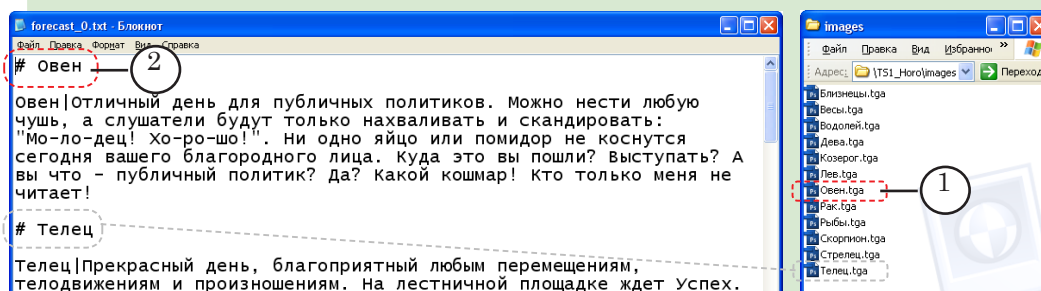 forecast_0.txt - Блокнот
Файл Правка Формат Вид Справка
# Овен
2
Овен|Отличный день для публичных политиков. Можно нести любую
чушь, а слушатели будут только нахваливать и скандировать:
"Мо-ло-дец! Хо-ро-шо!". Ни одно яйцо или помидор не коснутся
сегодня вашего благородного лица. Куда это вы пошли? Выступать? А
вы что - публичный политик? Да? Какой кошмар! Кто только меня не
читает!
# Телец
Телец|Прекрасный день, благоприятный любым перемещениям,
телодвижениям и произношениям. На лестничной площадке ждет Успех.
images
Файл Правка Вид Избранно »
Адрес: \TS1_Horo\images Переход
Близнецы.tga
Весы.tga
Водолей.tga
Дева.tga
Козерог.tga
Лев.tga
Овен.tga
1
Рак.tga
Рыбы.tga
Скорпион.tga
Стрелец.tga
Телец.tga